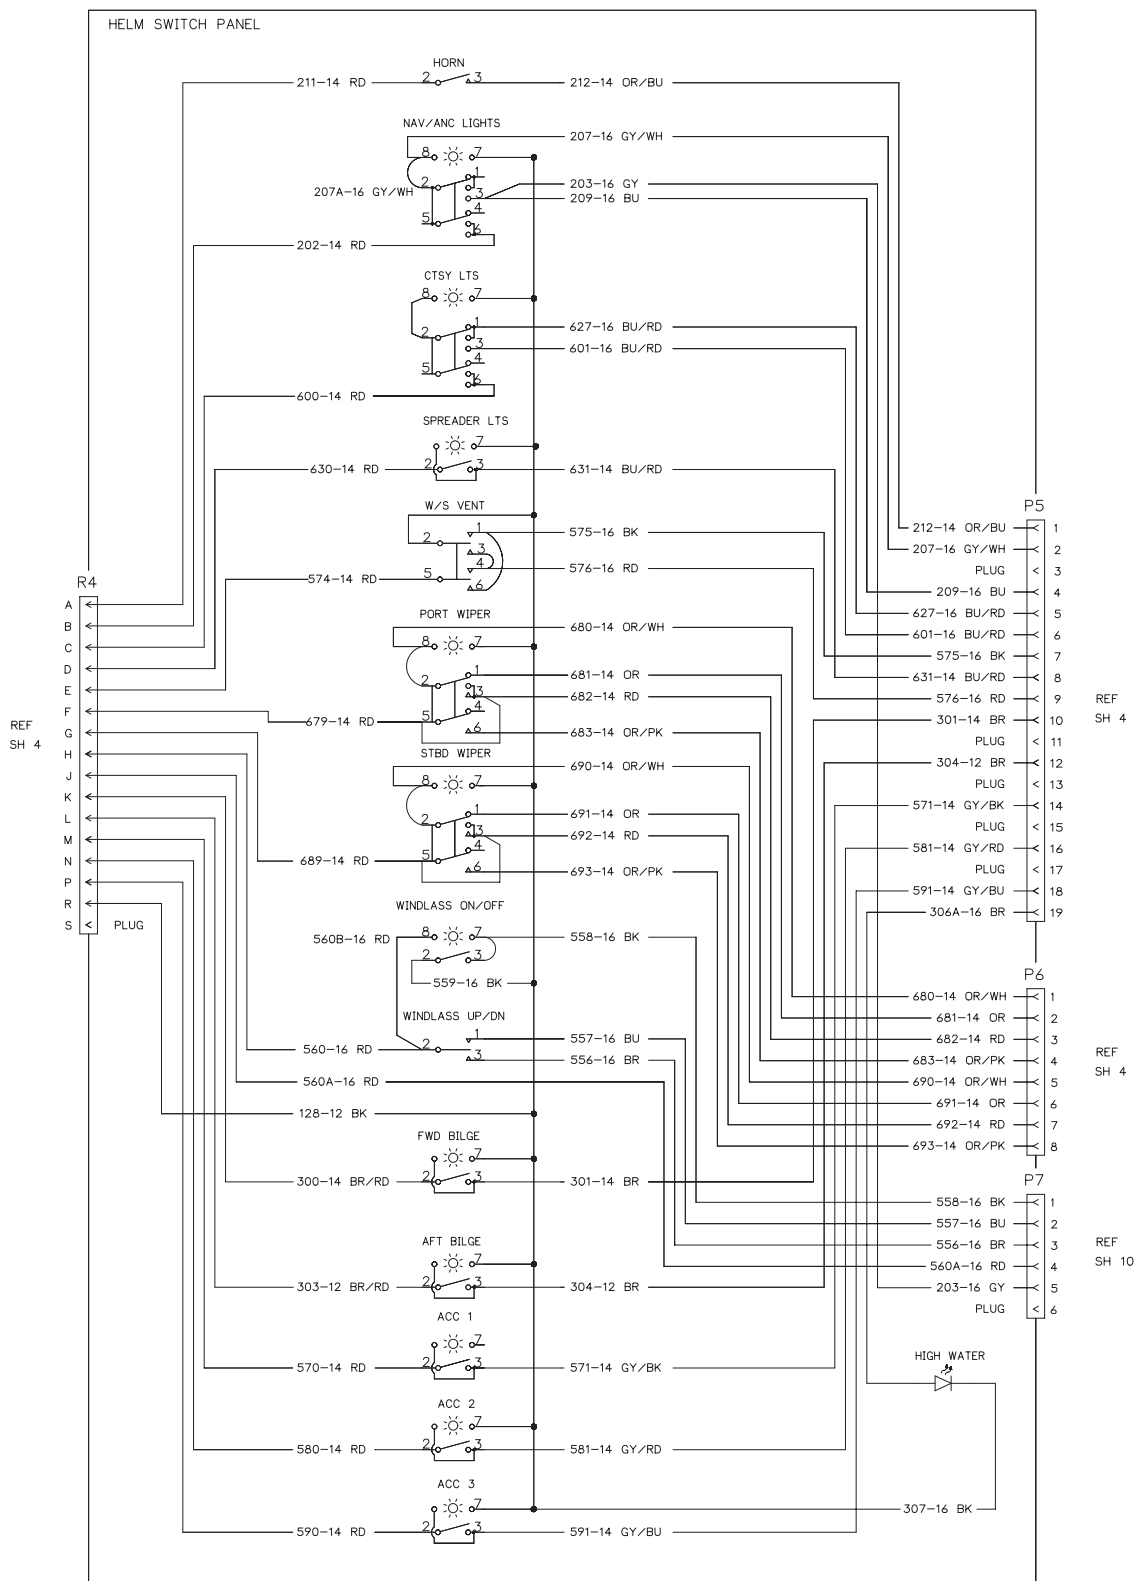 HELM SWITCH PANEL
HORN
211-14 RD 2 3 212-14 OR/BU
NAV/ANC LIGHTS
207-16 GY/WH
8 7
1
2
207A-16 GY/WH
203-16 GY
3
209-16 BU
4
5
6
202-14 RD
CTSY LTS
8 7
1 627-16 BU/RD
2
3 601-16 BU/RD
4
5
6
600-14 RD
SPREADER LTS
7
630-14 RD 2 3 631-14 BU/RD
W/S VENT
1 575-16 BK
2
3
4 576-16 RD
574-14 RD 5
6
PORT WIPER
680-14 OR/WH
8 7
1 681-14 OR
2
3 682-14 RD
4
679-14 RD 5
6 683-14 OR/PK
STBD WIPER
690-14 OR/WH
8 7
1 691-14 OR
2
3 692-14 RD
4
689-14 RD 5
6 693-14 OR/PK
WINDLASS ON/OFF
560B-16 RD 8 7 558-16 BK
2 3
559-16 BK
WINDLASS UP/DN
1 557-16 BU
560-16 RD 2
3 556-16 BR
560A-16 RD
128-12 BK
FWD BILGE
7
300-14 BR/RD 2 3 301-14 BR
AFT BILGE
7
303-12 BR/RD 2 3 304-12 BR
ACC 1
7
570-14 RD 2 3 571-14 GY/BK
ACC 2
7
580-14 RD 2 3 581-14 GY/RD
ACC 3
7
590-14 RD 2 3 591-14 GY/BU
R4
A
B
C
D
E
F
G
H
J
K
L
M
N
P
R
S PLUG
REF
SH 4
P5
212-14 OR/BU 1
207-16 GY/WH 2
PLUG 3
209-16 BU 4
627-16 BU/RD 5
601-16 BU/RD 6
575-16 BK 7
631-14 BU/RD 8
576-16 RD 9
301-14 BR 10
PLUG 11
304-12 BR 12
PLUG 13
571-14 GY/BK 14
PLUG 15
581-14 GY/RD 16
PLUG 17
591-14 GY/BU 18
306A-16 BR 19
REF
SH 4
P6
680-14 OR/WH 1
681-14 OR 2
682-14 RD 3
683-14 OR/PK 4
690-14 OR/WH 5
691-14 OR 6
692-14 RD 7
693-14 OR/PK 8
REF
SH 4
P7
558-16 BK 1
557-16 BU 2
556-16 BR 3
560A-16 RD 4
203-16 GY 5
PLUG 6
REF
SH 10
HIGH WATER
307-16 BK